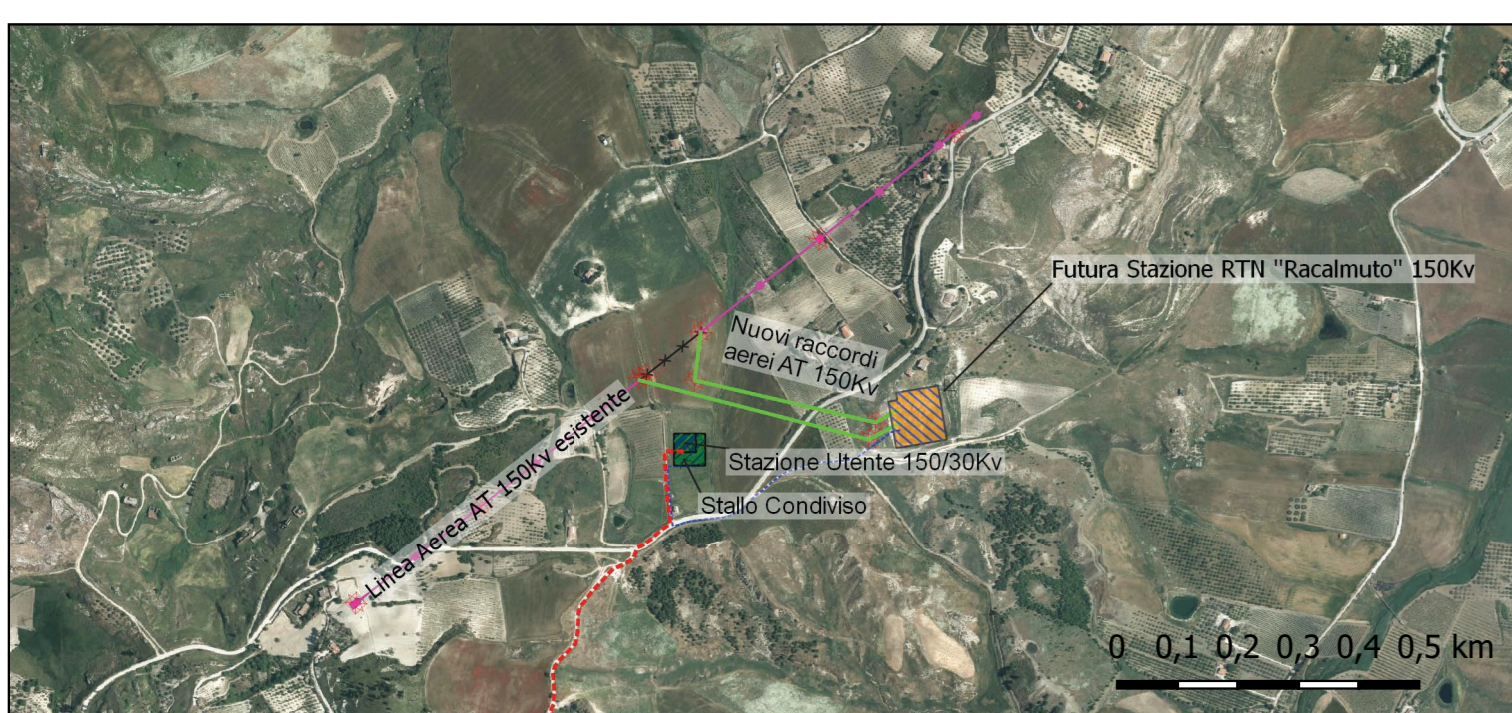 Futura Stazione RTN "Racalmuto" 150Kv
Nuovi raccordi
aerei AT 150Kv
Linea Aerea AT 150Kv esistente
Stazione Utente 150/30Kv
Stallo Condiviso
0 0,1 0,2 0,3 0,4 0,5 km